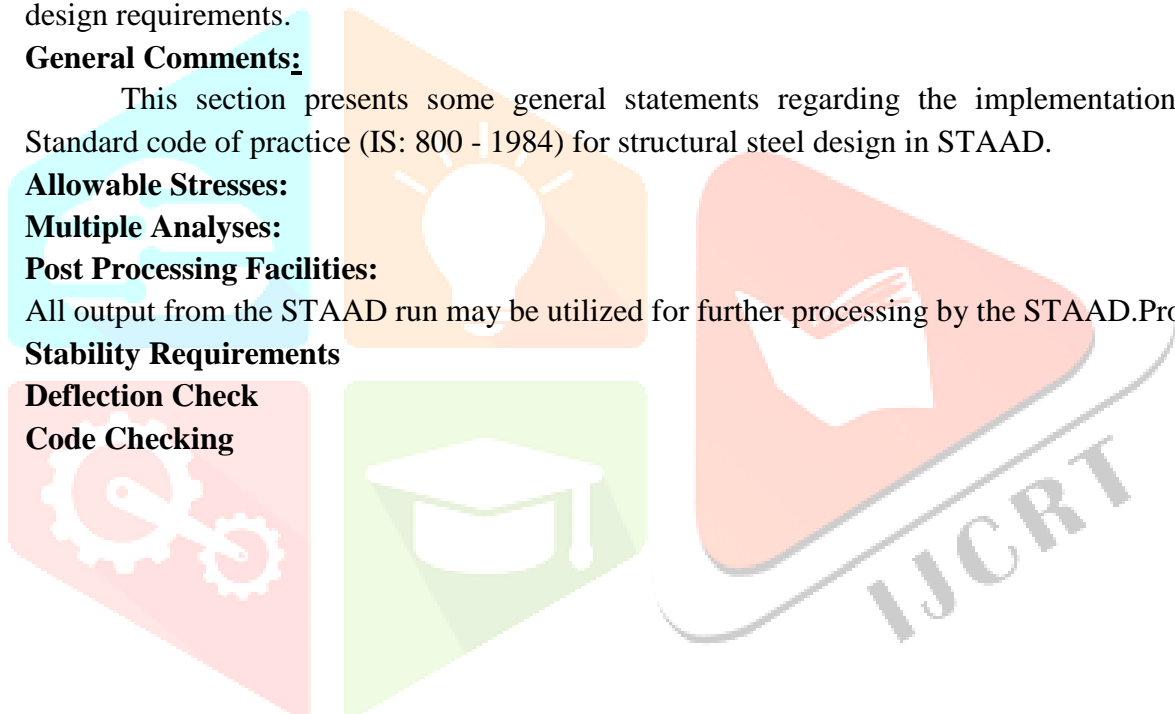 design requirements.
General Comments:
This section presents some general statements regarding the implementation
Standard code of practice (IS: 800 - 1984) for structural steel design in STAAD.
Allowable Stresses:
Multiple Analyses:
Post Processing Facilities:
All output from the STAAD run may be utilized for further processing by the STAAD.Pro
Stability Requirements
Deflection Check
Code Checking
IJCRT